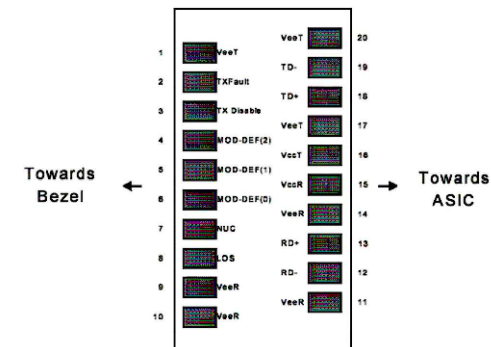 VeeT 20
1 VeeT
TD- 19
2 TXFault
TD+ 18
3 TX Disable
VeeT 17
4 MOD-DEF(2)
VccT 16
5 MOD-DEF(1)
Towards Bezel
VccR 15
Towards ASIC
6 MOD-DEF(0)
VeeR 14
7 NUC
RD+ 13
8 LOS
RD- 12
9 VeeR
VeeR 11
10 VeeR